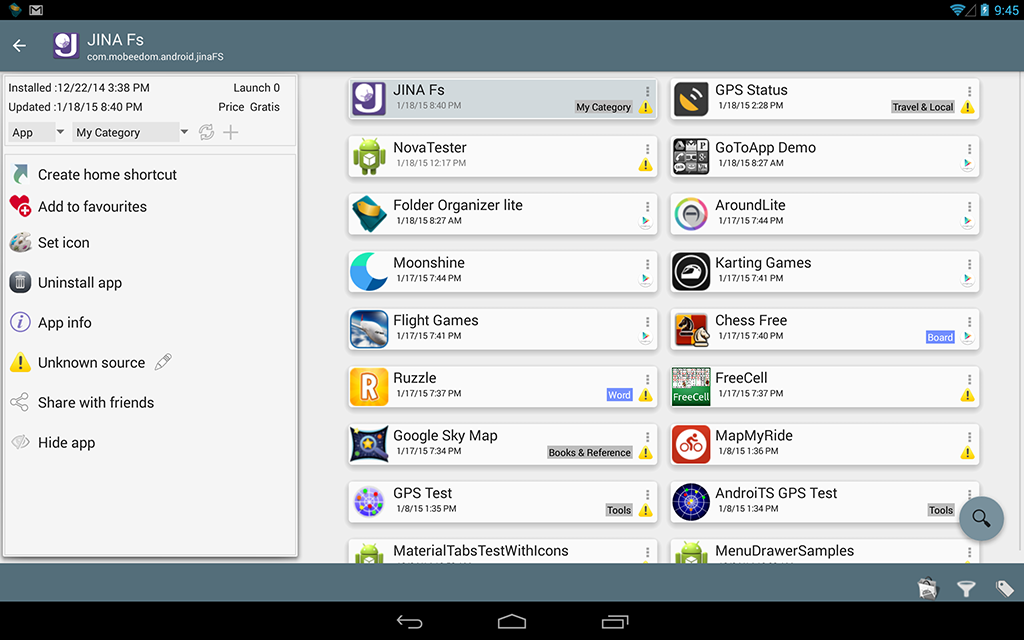 9:45
JINA Fs
com.mobeedom.android.jinaFS
Installed :12/22/14 3:38 PM Launch 0
Updated :1/18/15 8:40 PM Price Gratis
App My Category
Create home shortcut
Add to favourites
Set icon
Uninstall app
App info
Unknown source
Share with friends
Hide app
JINA Fs
1/18/15 8:40 PM My Category
GPS Status
1/18/15 2:28 PM Travel & Local
NovaTester
1/18/15 12:17 PM
GoToApp Demo
1/18/15 8:27 AM
Folder Organizer lite
1/18/15 8:27 AM
AroundLite
1/17/15 7:44 PM
Moonshine
1/17/15 7:44 PM
Karting Games
1/17/15 7:41 PM
Flight Games
1/17/15 7:41 PM
Chess Free
1/17/15 7:40 PM Board
R
Ruzzle
1/17/15 7:37 PM Word
FreeCell
FreeCell
1/17/15 7:37 PM
Google Sky Map
1/17/15 7:34 PM Books & Reference
MapMyRide
1/8/15 1:36 PM
GPS Test
1/8/15 1:35 PM Tools
AndroiTS GPS Test
1/8/15 1:34 PM Tools
MaterialTabsTestWithIcons
MenuDrawerSamples